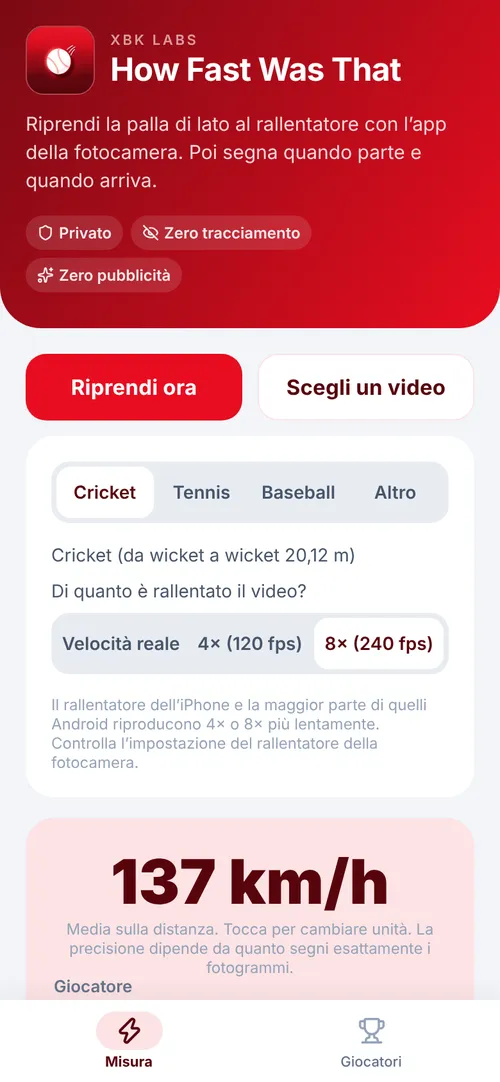 XBK LABS
How Fast Was That
Riprendi la palla di lato al rallentatore con l’app
della fotocamera. Poi segna quando parte e
quando arriva.
Privato
Zero tracciamento
Zero pubblicità
Riprendi ora
Scegli un video
Cricket
Tennis
Baseball
Altro
Cricket (da wicket a wicket 20,12 m)
Di quanto è rallentato il video?
Velocità reale
4× (120 fps)
8× (240 fps)
Il rallentatore dell’iPhone e la maggior parte di quelli
Android riproducono 4× o 8× più lentamente.
Controlla l’impostazione del rallentatore della
fotocamera.
137 km/h
Media sulla distanza. Tocca per cambiare unità. La
precisione dipende da quanto segni esattamente i
fotogrammi.
Giocatore
Misura
Giocatori